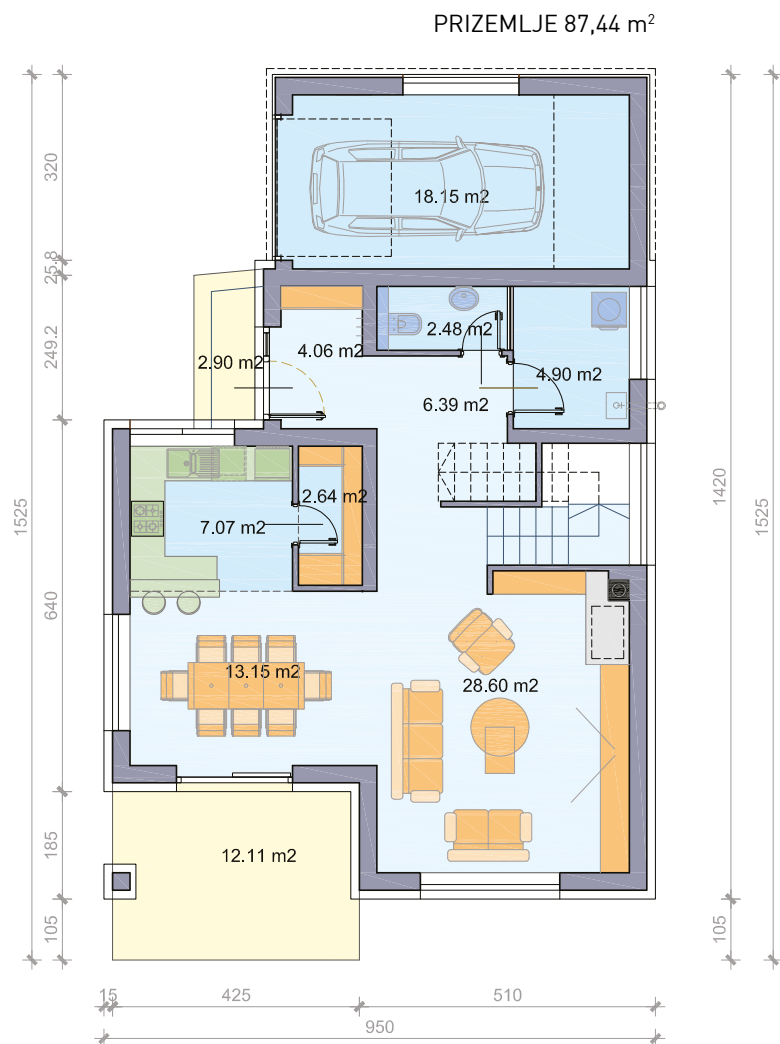 PRIZEMLJE 87,44 m²
320
18.15 m2
25.8
249.2
2.48 m2
4.06 m2
2.90 m2
4.90 m2
6.39 m2
2.64 m2
7.07 m2
1525
1420
1525
640
13.15 m2
28.60 m2
185
12.11 m2
105
105
15
425
510
950